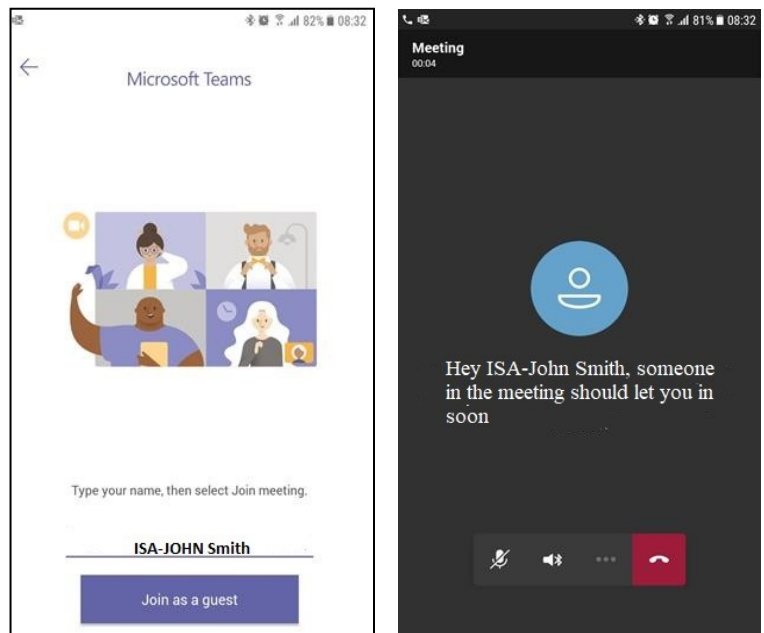 82% 08:32
Microsoft Teams
Type your name, then select Join meeting.
ISA-JOHN Smith
Join as a guest
81% 08:32
Meeting
00:04
Hey ISA-John Smith, someone
in the meeting should let you in
soon